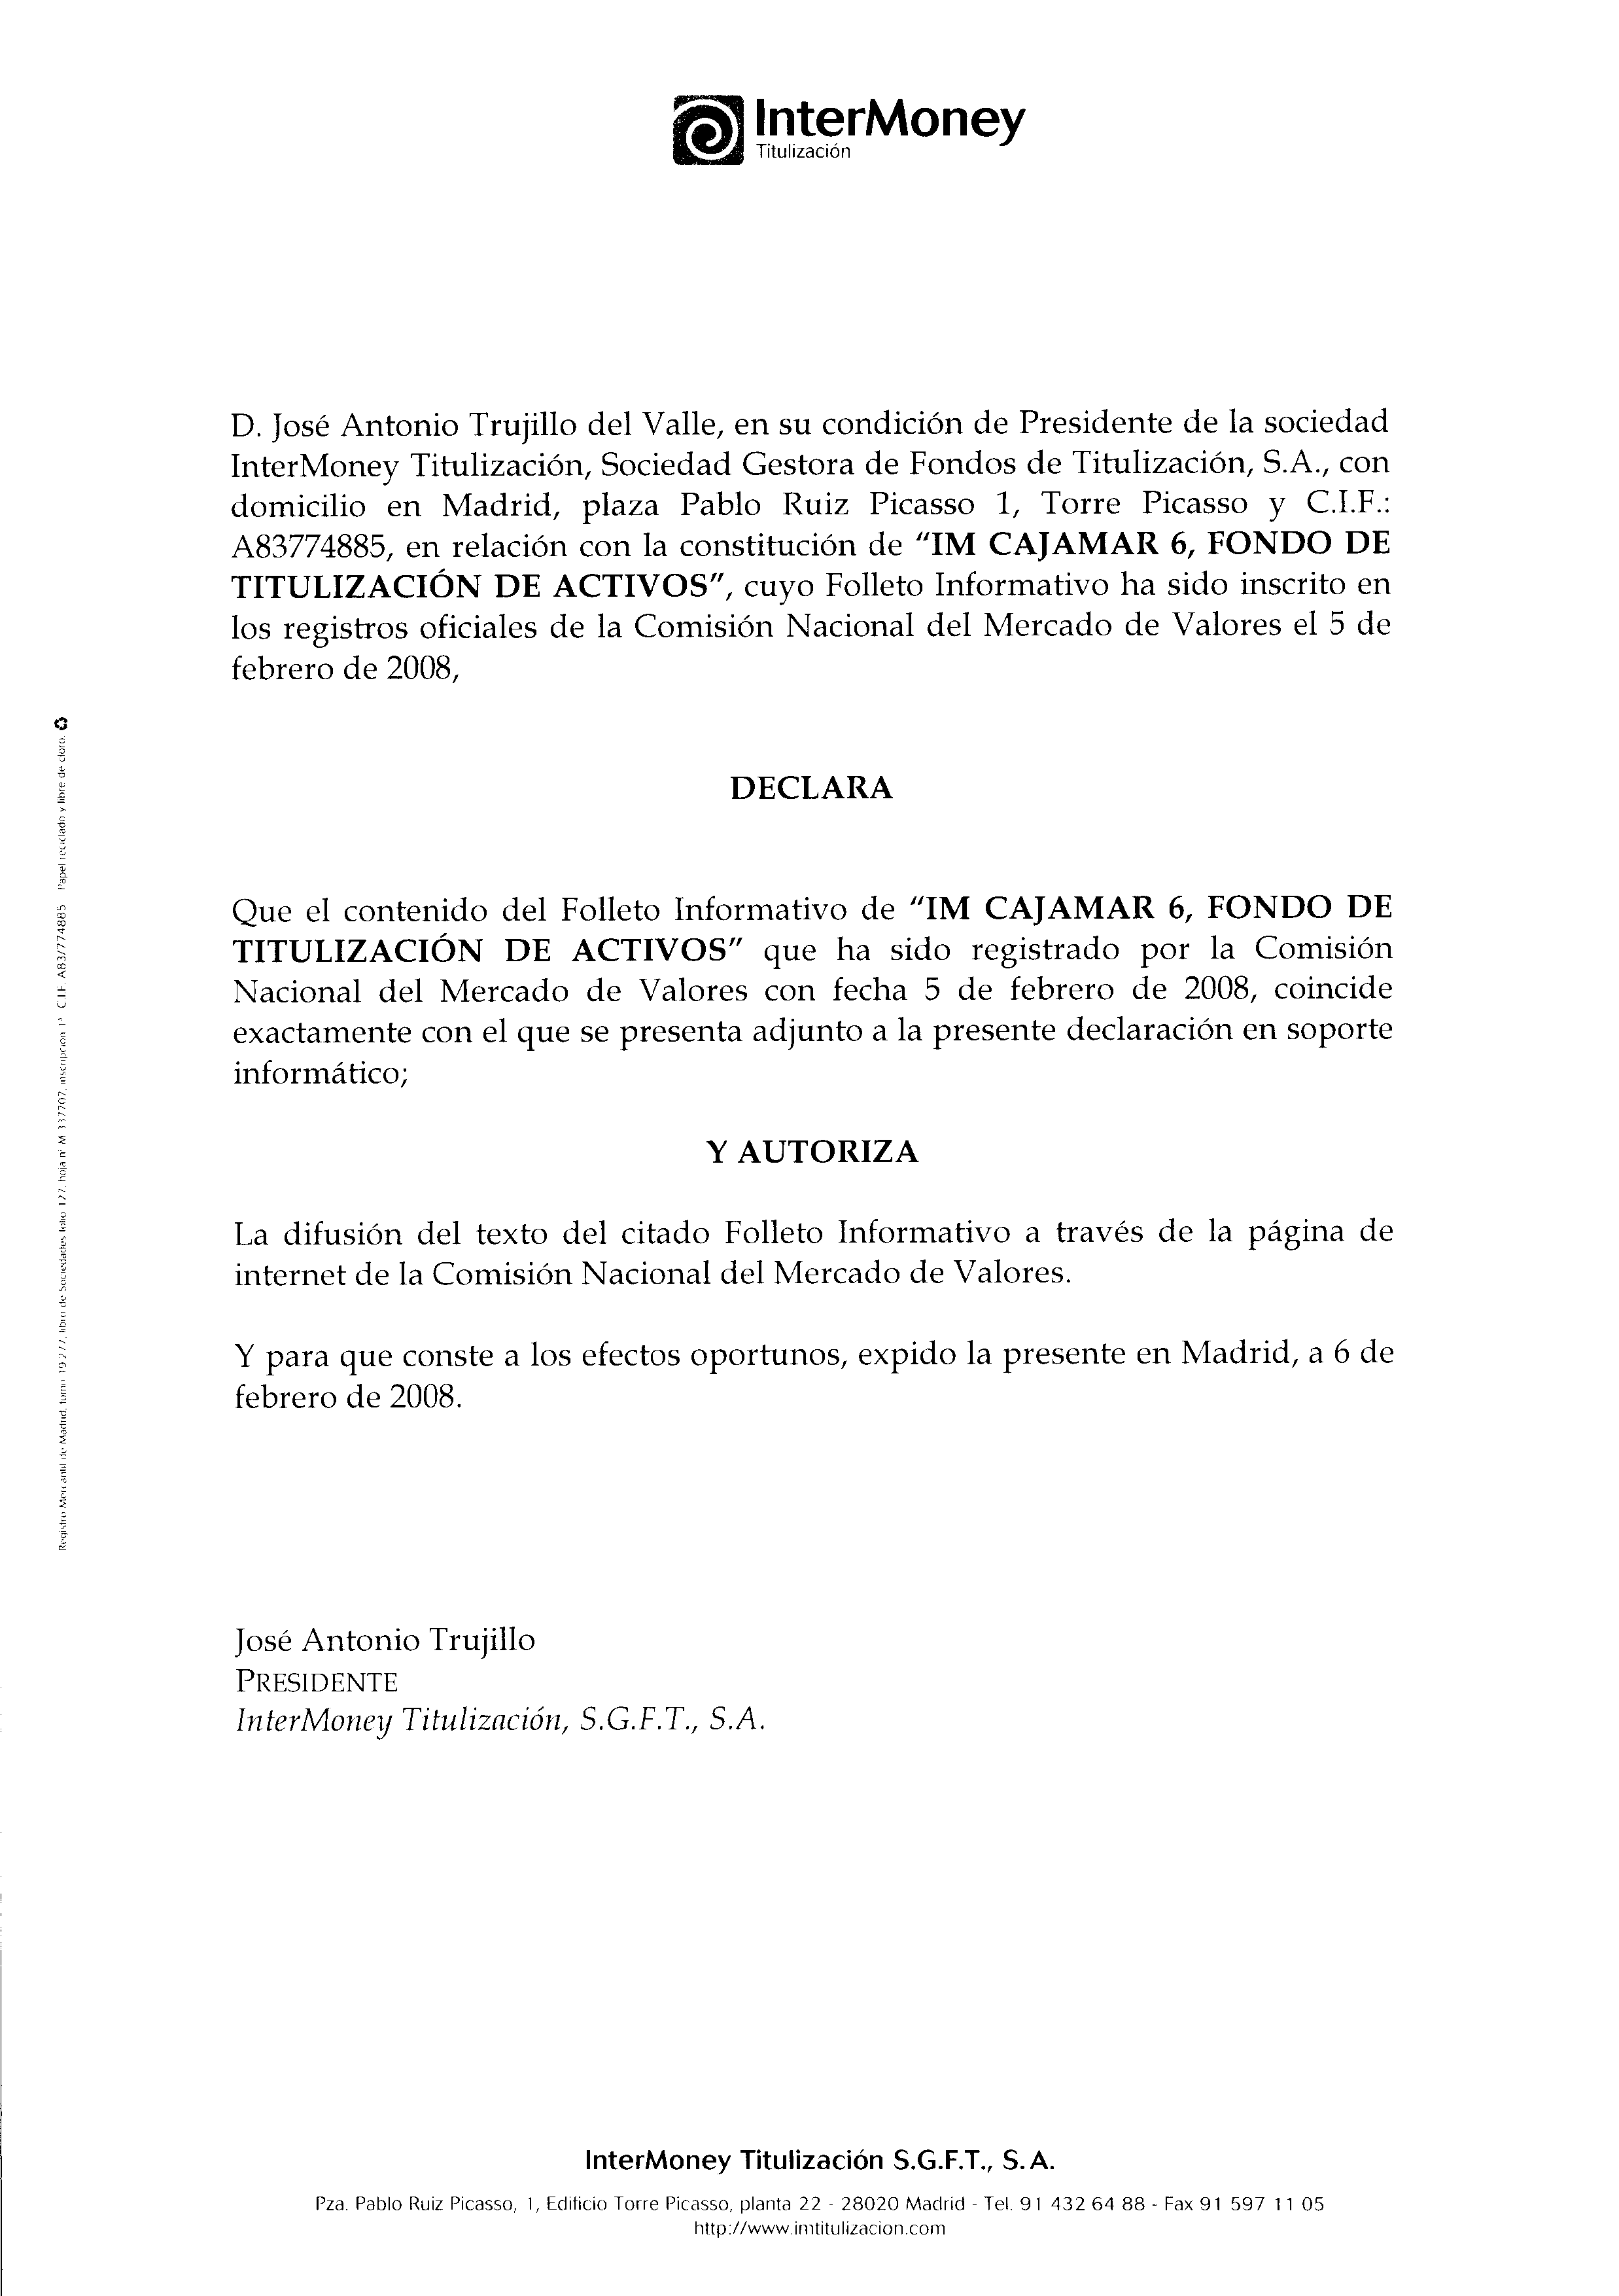 InterMoney
Titulización
D. José Antonio Trujillo del Valle, en su condición de Presidente de la sociedad
InterMoney Titulización, Sociedad Gestora de Fondos de Titulización, S.A., con
domicilio en Madrid, plaza Pablo Ruiz Picasso 1, Torre Picasso y C.I.F.:
A83774885, en relación con la constitución de "IM CAJAMAR 6, FONDO DE
TITULIZACIÓN DE ACTIVOS", cuyo Folleto Informativo ha sido inscrito en
los registros oficiales de la Comisión Nacional del Mercado de Valores el 5 de
febrero de 2008,
DECLARA
Que el contenido del Folleto Informativo de "IM CAJAMAR 6, FONDO DE
TITULIZACIÓN DE ACTIVOS" que ha sido registrado por la Comisión
Nacional del Mercado de Valores con fecha 5 de febrero de 2008, coincide
exactamente con el que se presenta adjunto a la presente declaración en soporte
informático;
Y AUTORIZA
La difusión del texto del citado Folleto Informativo a través de la página de
internet de la Comisión Nacional del Mercado de Valores.
Y para que conste a los efectos oportunos, expido la presente en Madrid, a 6 de
febrero de 2008.
José Antonio Trujillo
PRESIDENTE
InterMoney Titulización, S.G.F.T., S.A.
Registro Mercantil de Madrid, tomo 19.277, libro de Sociedades folio 127, hoja nº M 337707, inscripción 1ª C.I.F. A83/774885 Papel reciclado y libre de cloro.
InterMoney Titulización S.G.F.T., S.A.
Pza. Pablo Ruiz Picasso, 1, Edificio Torre Picasso, planta 22 - 28020 Madrid - Tel. 91 432 64 88 - Fax 91 597 11 05
http://www.imtitulizacion.com